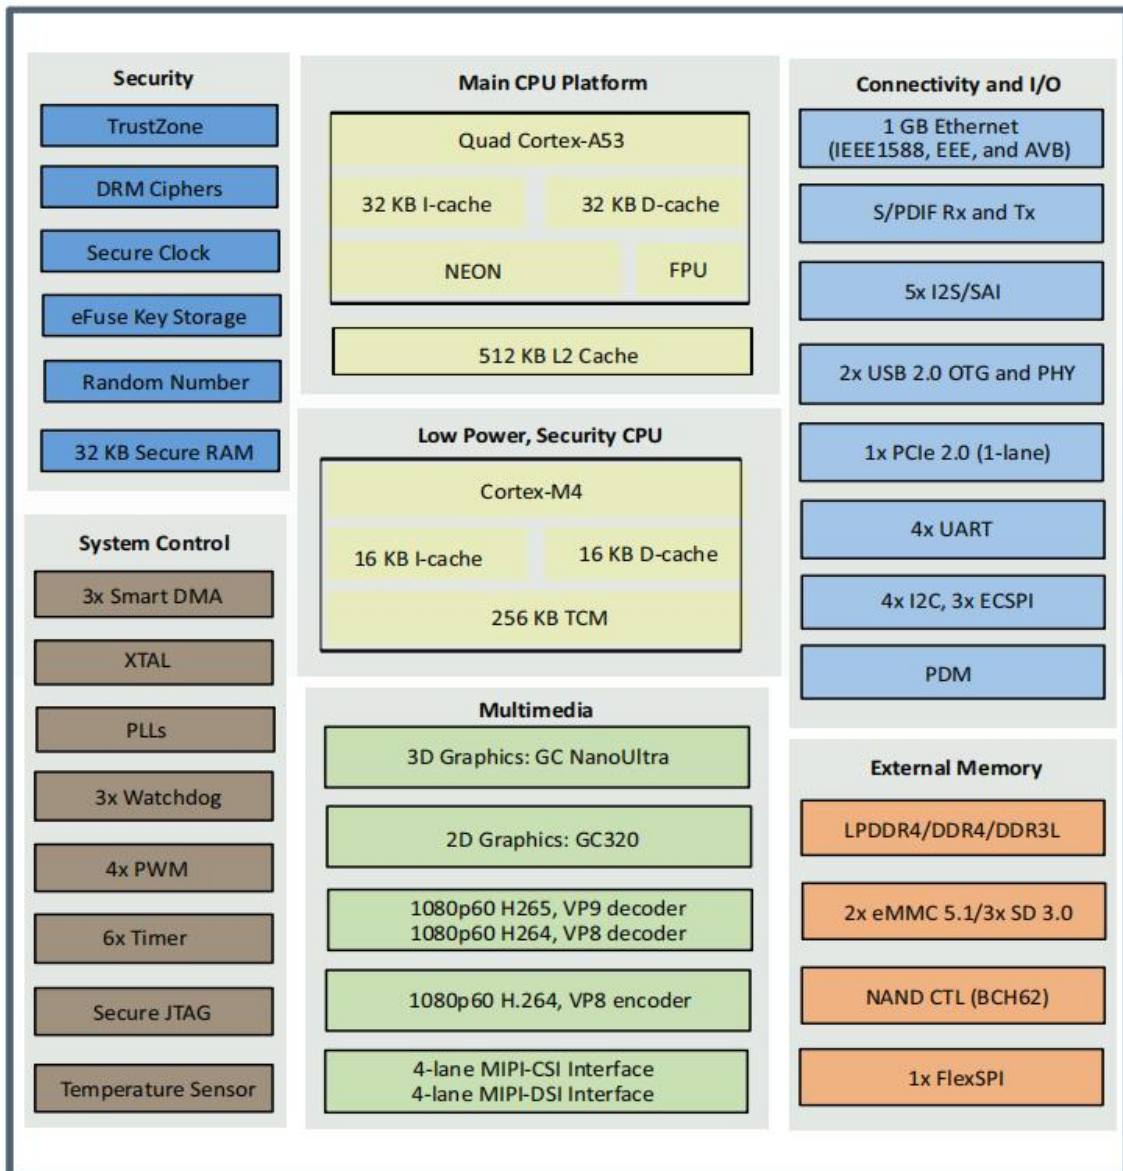 Security
TrustZone
DRM Ciphers
Secure Clock
eFuse Key Storage
Random Number
32 KB Secure RAM
System Control
3x Smart DMA
XTAL
PLLs
3x Watchdog
4x PWM
6x Timer
Secure JTAG
Temperature Sensor
Main CPU Platform
Quad Cortex-A53
32 KB I-cache
32 KB D-cache
NEON
FPU
512 KB L2 Cache
Low Power, Security CPU
Cortex-M4
16 KB I-cache
16 KB D-cache
256 KB TCM
Multimedia
3D Graphics: GC NanoUltra
2D Graphics: GC320
1080p60 H265, VP9 decoder
1080p60 H264, VP8 decoder
1080p60 H.264, VP8 encoder
4-lane MIPI-CSI Interface
4-lane MIPI-DSI Interface
Connectivity and I/O
1 GB Ethernet
(IEEE1588, EEE, and AVB)
S/PDIF Rx and Tx
5x I2S/SAI
2x USB 2.0 OTG and PHY
1x PCIe 2.0 (1-lane)
4x UART
4x I2C, 3x ECSPI
PDM
External Memory
LPDDR4/DDR4/DDR3L
2x eMMC 5.1/3x SD 3.0
NAND CTL (BCH62)
1x FlexSPI